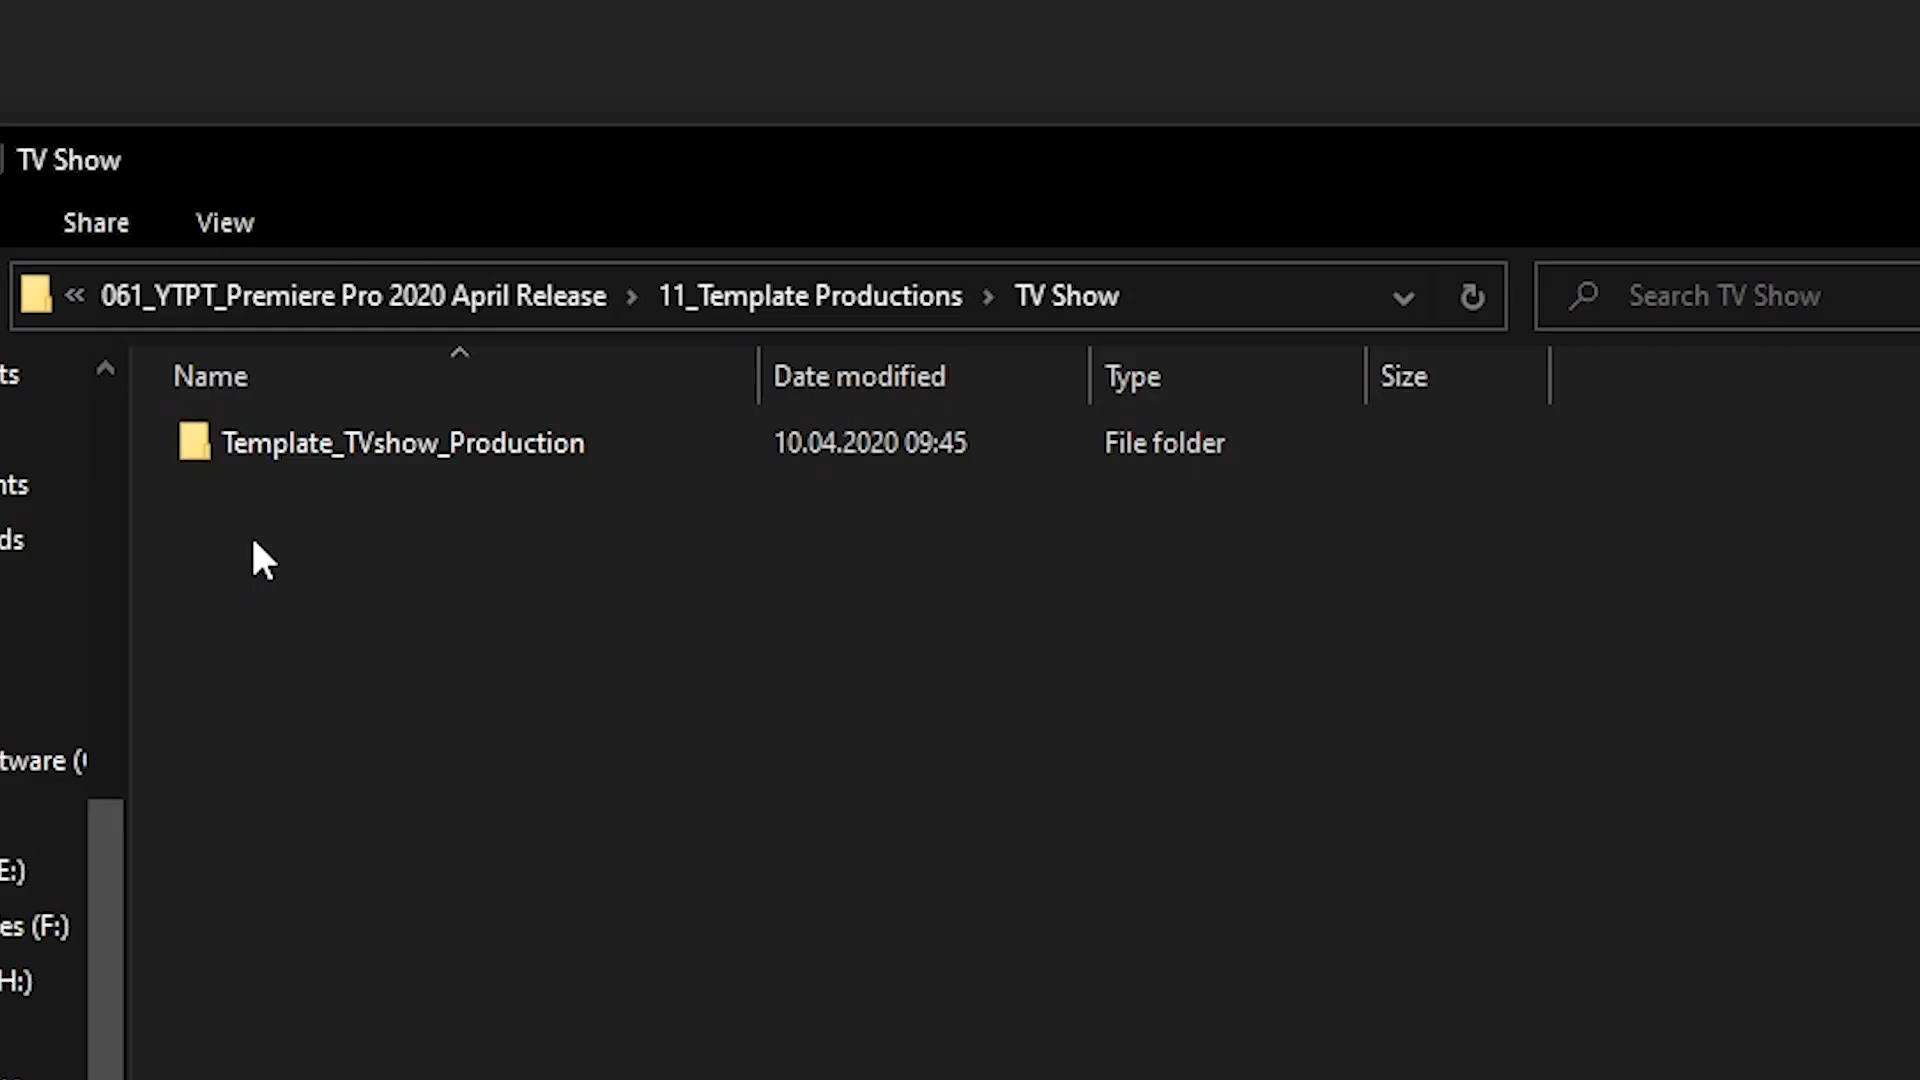 TV Show
Share View
« 061_YTPT_Premiere Pro 2020 April Release › 11_Template Productions › TV Show
Search TV Show
ts
Name Date modified Type Size
Template_TVshow_Production 10.04.2020 09:45 File folder
nts
ds
tware (
E:)
es (F:)
H:)